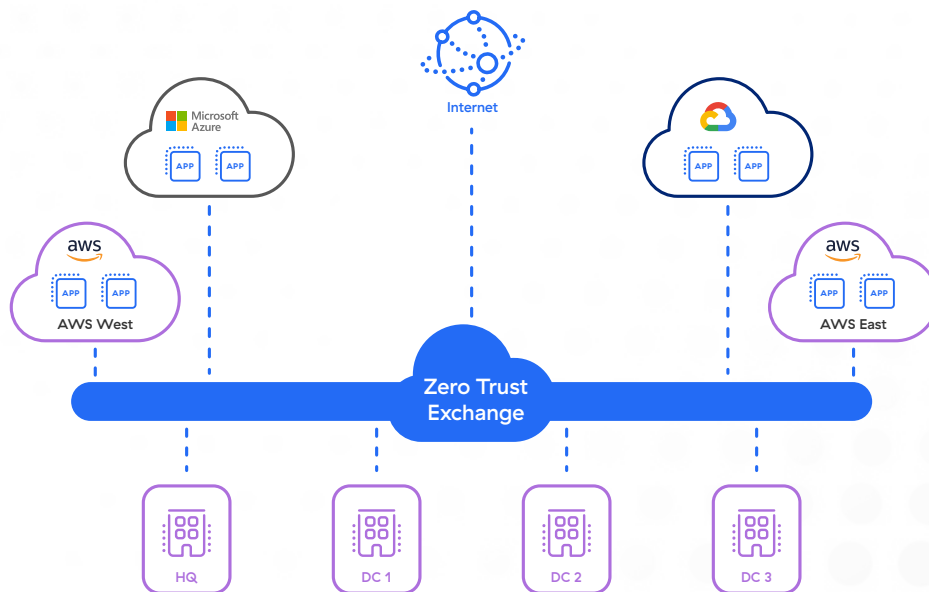 Internet
Microsoft
Azure
APP APP
APP APP
aws
APP APP
AWS West
aws
APP APP
AWS East
Zero Trust
Exchange
HQ
DC 1
DC 2
DC 3